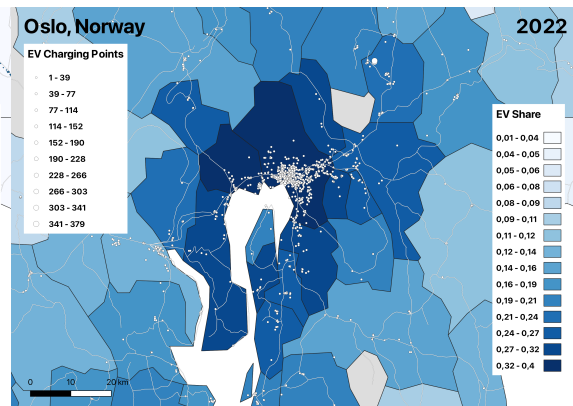 Oslo, Norway
2022
EV Charging Points
1 - 39
39 - 77
77 - 114
114 - 152
152 - 190
190 - 228
228 - 266
266 - 303
303 - 341
341 - 379
EV Share
0,01 - 0,04
0,04 - 0,05
0,05 - 0,06
0,06 - 0,08
0,08 - 0,09
0,09 - 0,11
0,11 - 0,12
0,12 - 0,14
0,14 - 0,16
0,16 - 0,19
0,19 - 0,21
0,21 - 0,24
0,24 - 0,27
0,27 - 0,32
0,32 - 0,4
0 10 20 km